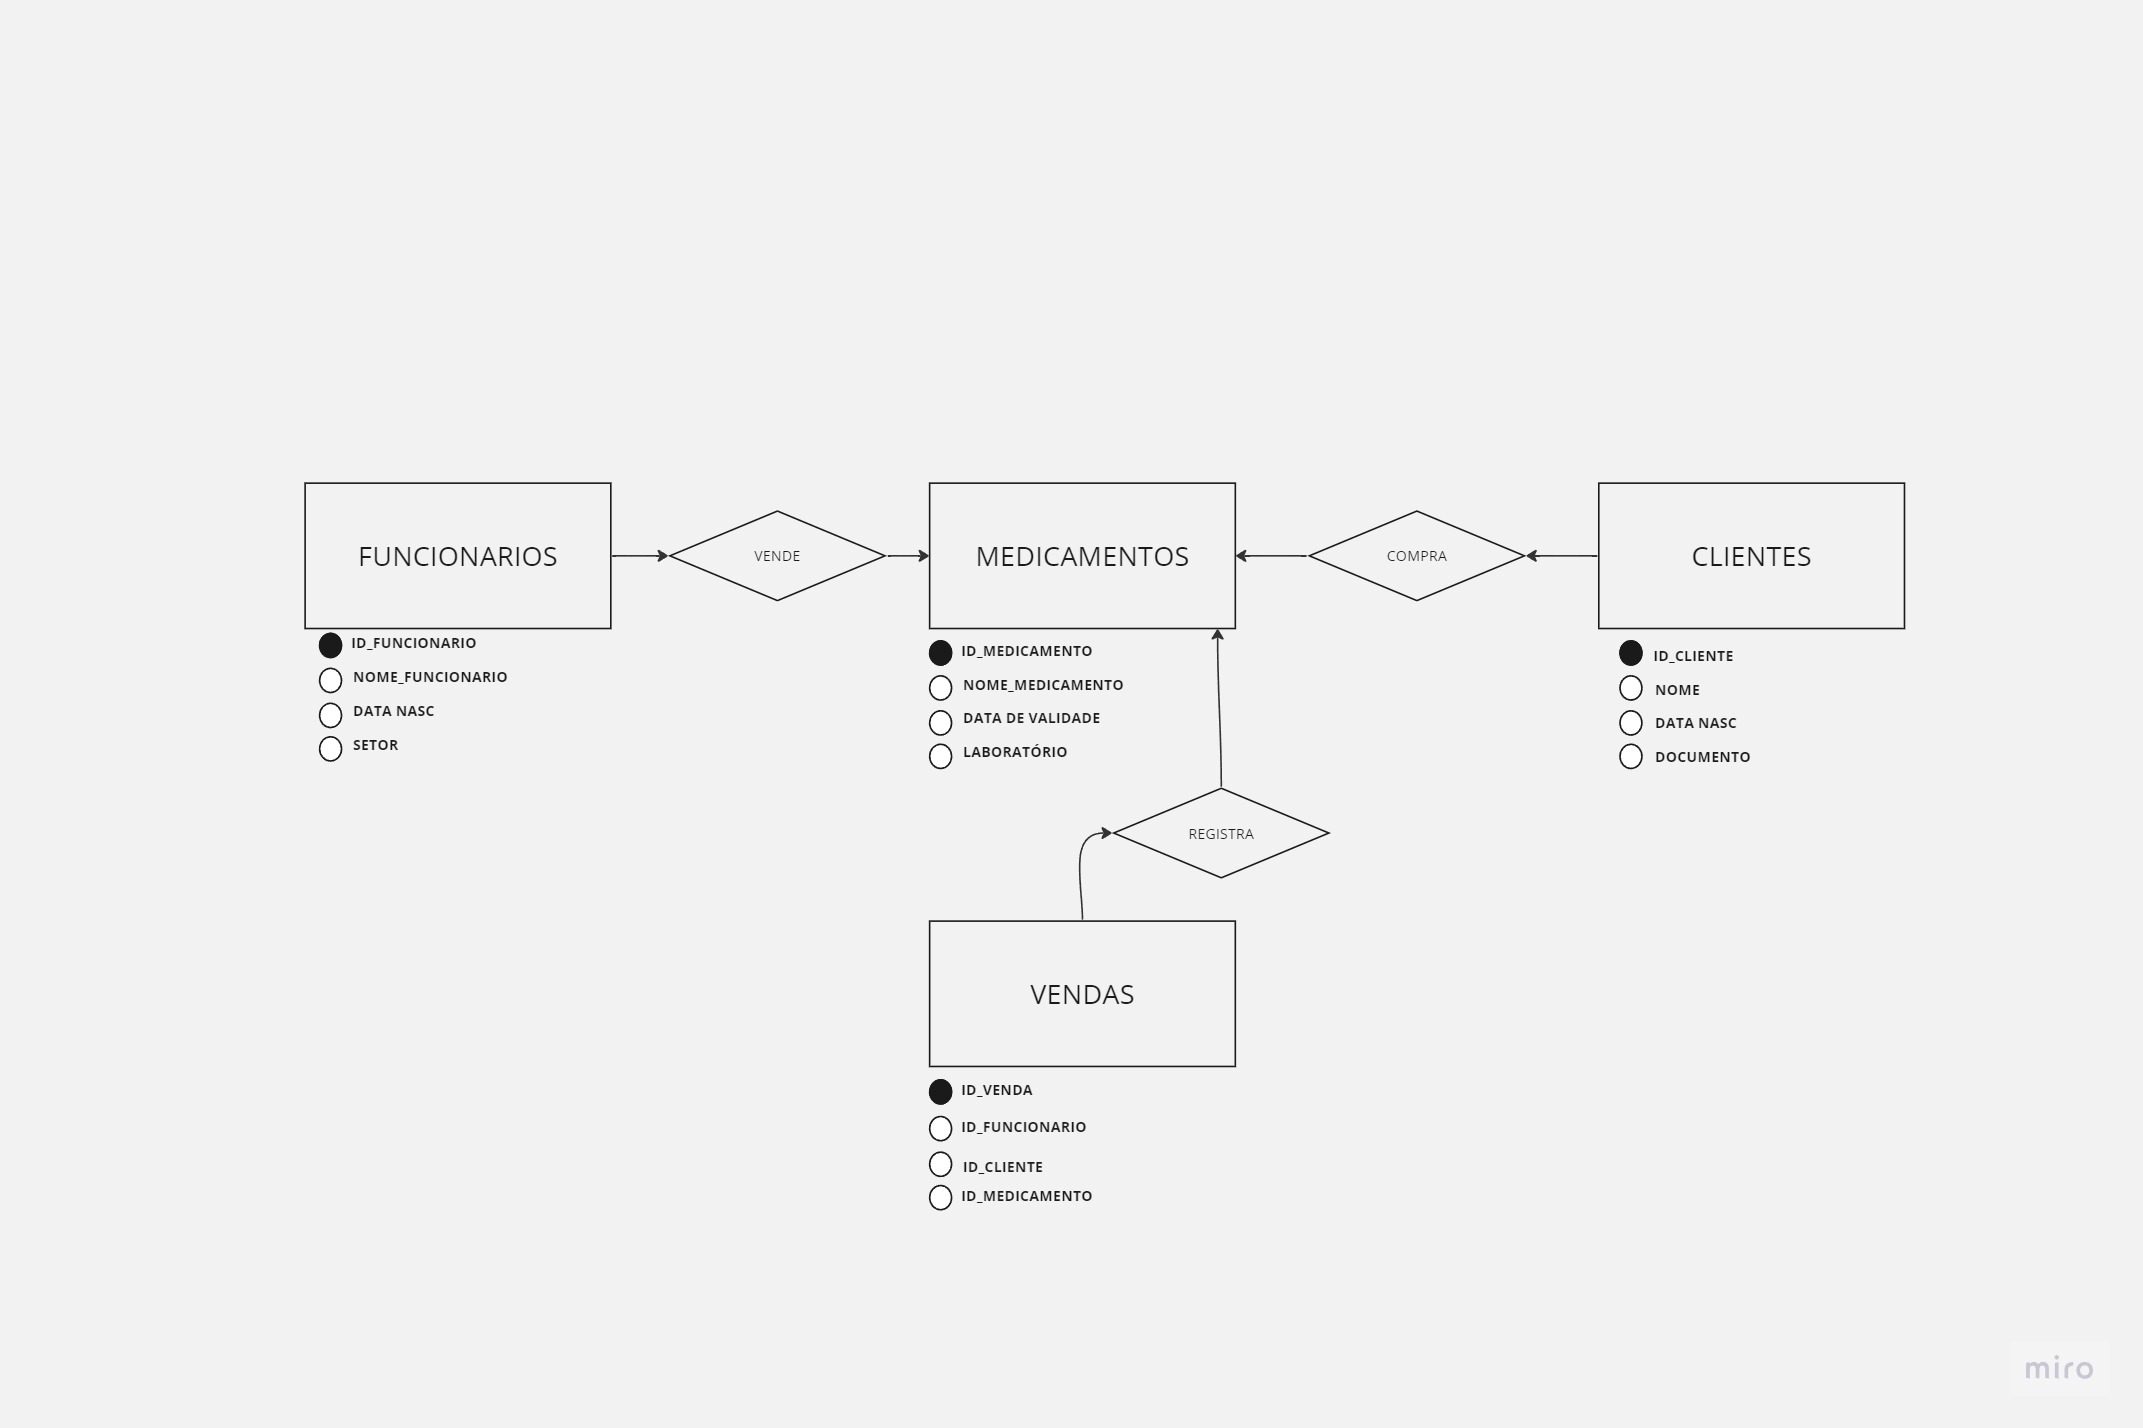 FUNCIONARIOS
VENDE
MEDICAMENTOS
COMPRA
CLIENTES
ID_FUNCIONARIO
NOME_FUNCIONARIO
DATA NASC
SETOR
ID_MEDICAMENTO
NOME_MEDICAMENTO
DATA DE VALIDADE
LABORATÓRIO
ID_CLIENTE
NOME
DATA NASC
DOCUMENTO
REGISTRA
VENDAS
ID_VENDA
ID_FUNCIONARIO
ID_CLIENTE
ID_MEDICAMENTO
miro